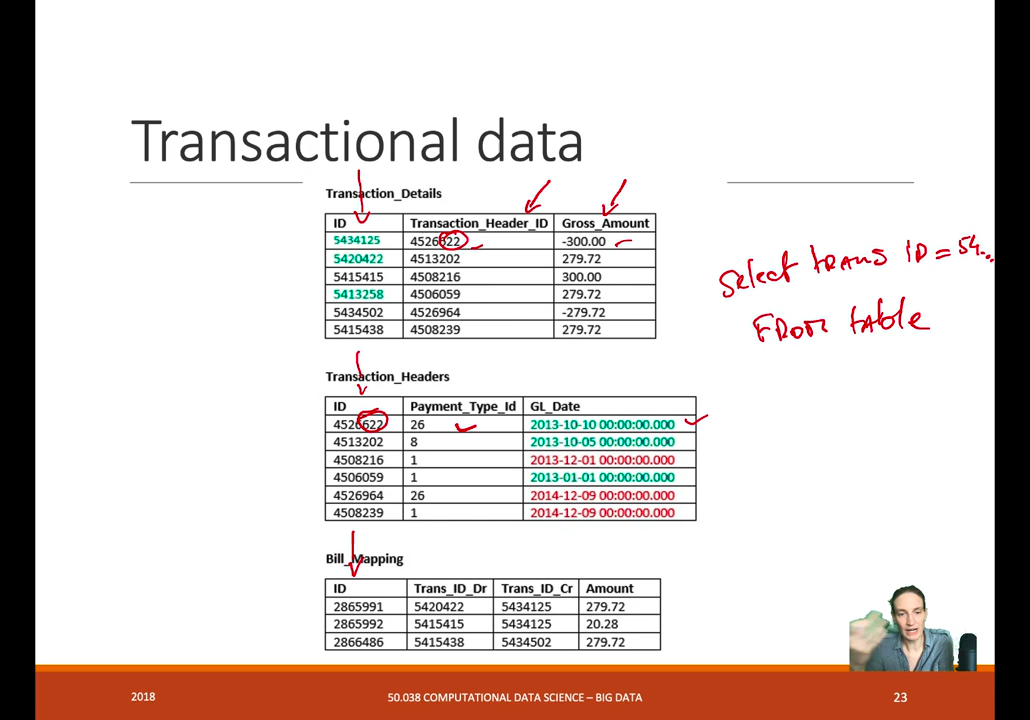 Transactional data
Transaction_Details
ID Transaction_Header_ID Gross_Amount
5434125 4526622 -300.00
5420422 4513202 279.72
5415415 4508216 300.00
5413258 4506059 279.72
5434502 4526964 -279.72
5415438 4508239 279.72
Select trans ID = 54...
FROM table
Transaction_Headers
ID Payment_Type_Id GL_Date
4526622 26 2013-10-10 00:00:00.000
4513202 8 2013-10-05 00:00:00.000
4508216 1 2013-12-01 00:00:00.000
4506059 1 2013-01-01 00:00:00.000
4526964 26 2014-12-09 00:00:00.000
4508239 1 2014-12-09 00:00:00.000
Bill_Mapping
ID Trans_ID_Dr Trans_ID_Cr Amount
2865991 5420422 5434125 279.72
2865992 5415415 5434125 20.28
2866486 5415438 5434502 279.72
2018 50.038 COMPUTATIONAL DATA SCIENCE – BIG DATA 23